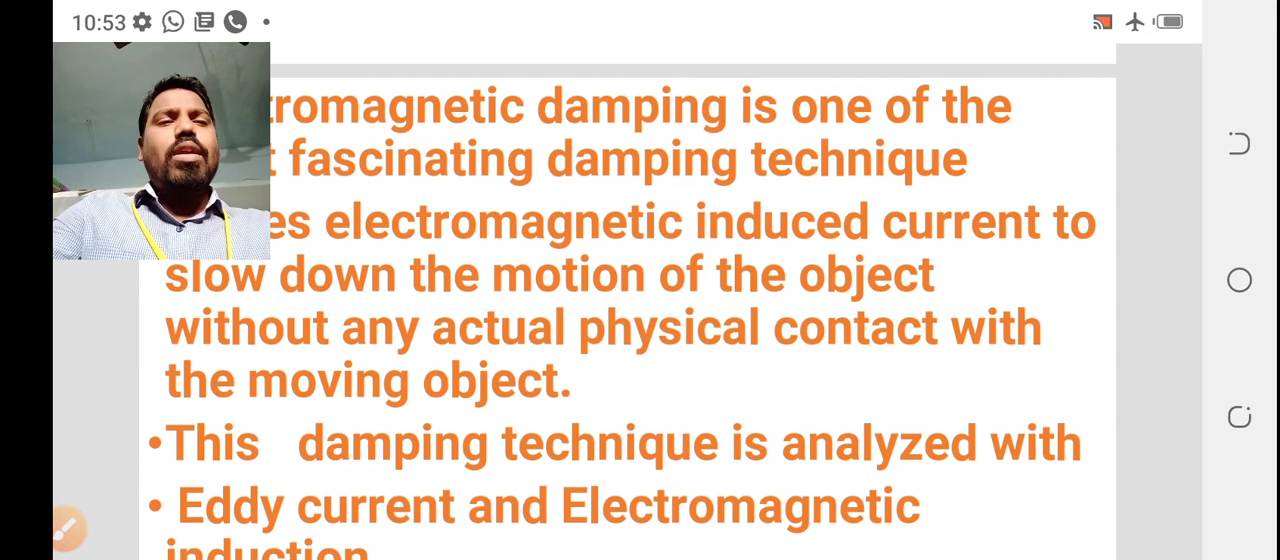 10:53
tromagnetic damping is one of the
t fascinating damping technique
es electromagnetic induced current to
slow down the motion of the object
without any actual physical contact with
the moving object.
•This damping technique is analyzed with
• Eddy current and Electromagnetic
induction